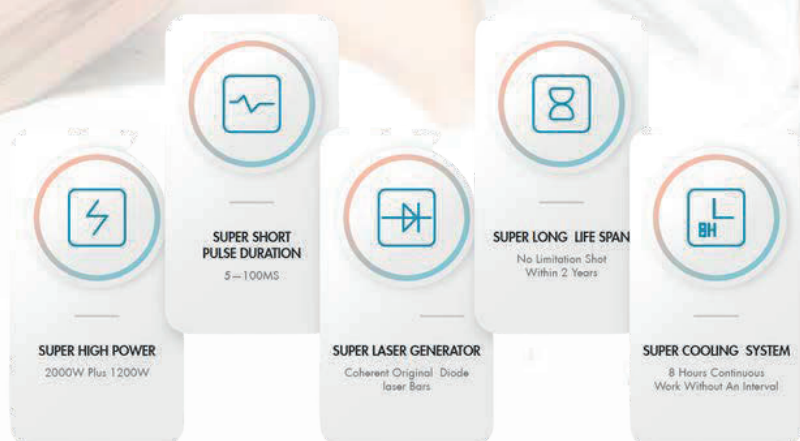 SUPER HIGH POWER
2000W Plus 1200W
SUPER SHORT
PULSE DURATION
5—100MS
SUPER LASER GENERATOR
Coherent Original Diode
laser Bars
SUPER LONG LIFE SPAN
No Limitation Shot
Within 2 Years
8H
SUPER COOLING SYSTEM
8 Hours Continuous
Work Without An Interval